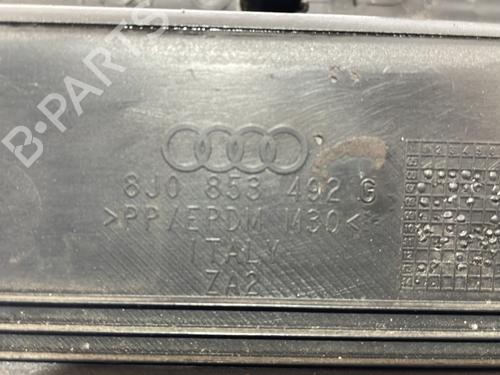 B-PARTS
8J0 853 492 G
>PP/EPDM M30<
ITALY
ZA2